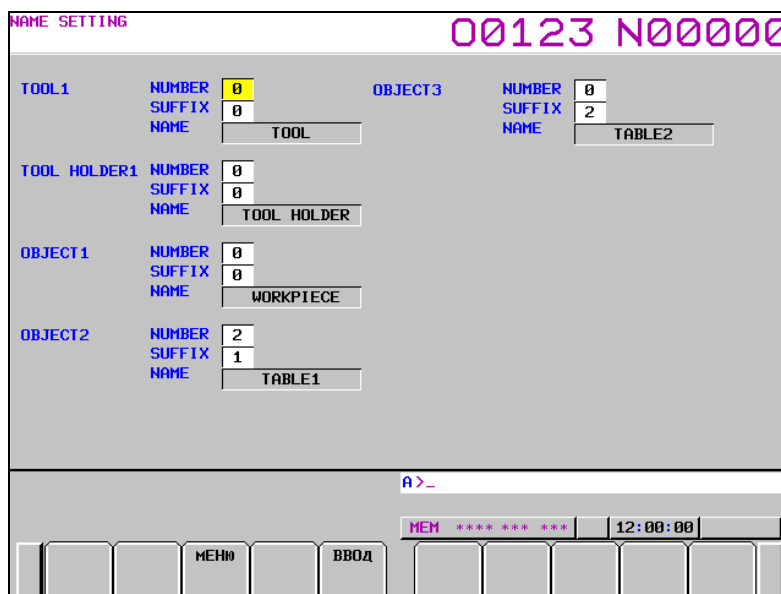 NAME SETTING
O0123 N00000
TOOL1 NUMBER 0
SUFFIX 0
NAME TOOL
OBJECT3 NUMBER 0
SUFFIX 2
NAME TABLE2
TOOL HOLDER1 NUMBER 0
SUFFIX 0
NAME TOOL HOLDER
OBJECT1 NUMBER 0
SUFFIX 0
NAME WORKPIECE
OBJECT2 NUMBER 2
SUFFIX 1
NAME TABLE1
A>_
MEM **** *** *** 12:00:00
МЕНЮ ВВОД